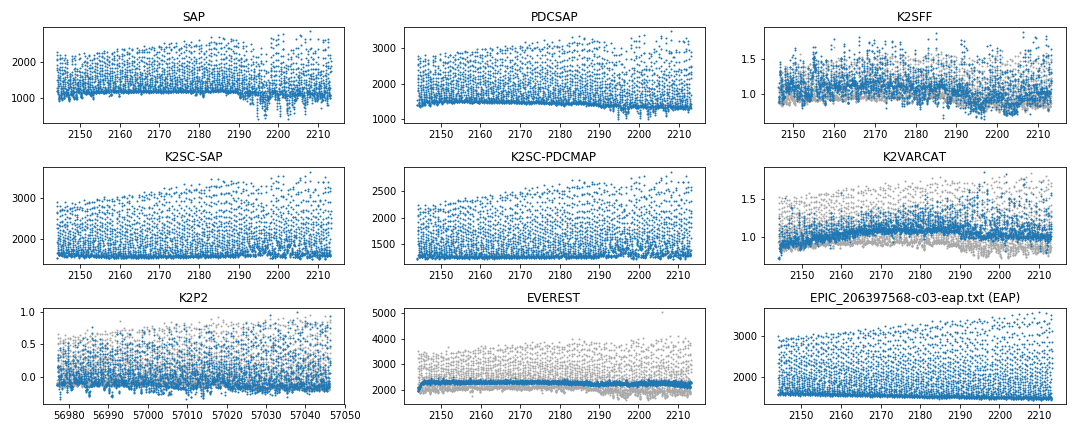 SAP PDCSAP K2SFF
2000 1000
3000 2000 1000
1.5 1.0
2150 2160 2170 2180 2190 2200 2210
2150 2160 2170 2180 2190 2200 2210
2150 2160 2170 2180 2190 2200 2210
K2SC-SAP K2SC-PDCMAP K2VARCAT
3000 2000
2500 2000 1500
1.5 1.0
2150 2160 2170 2180 2190 2200 2210
2150 2160 2170 2180 2190 2200 2210
2150 2160 2170 2180 2190 2200 2210
K2P2 EVEREST EPIC_206397568-c03-eap.txt (EAP)
1.0 0.5 0.0
5000 4000 3000 2000
3000 2000
56980 56990 57000 57010 57020 57030 57040 57050
2150 2160 2170 2180 2190 2200 2210
2150 2160 2170 2180 2190 2200 2210